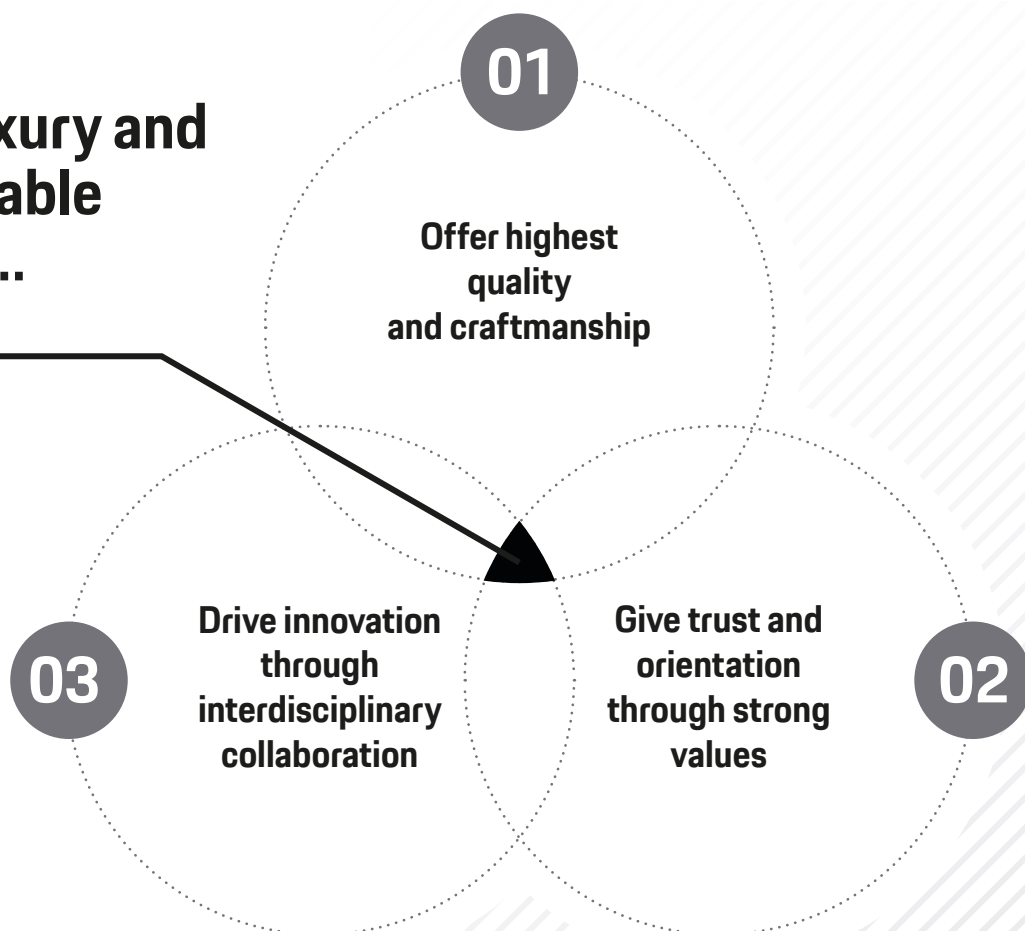 01
xury and
able
..
Offer highest
quality
and craftmanship
Drive innovation
through
interdisciplinary
collaboration
Give trust and
orientation
through strong
values
03
02